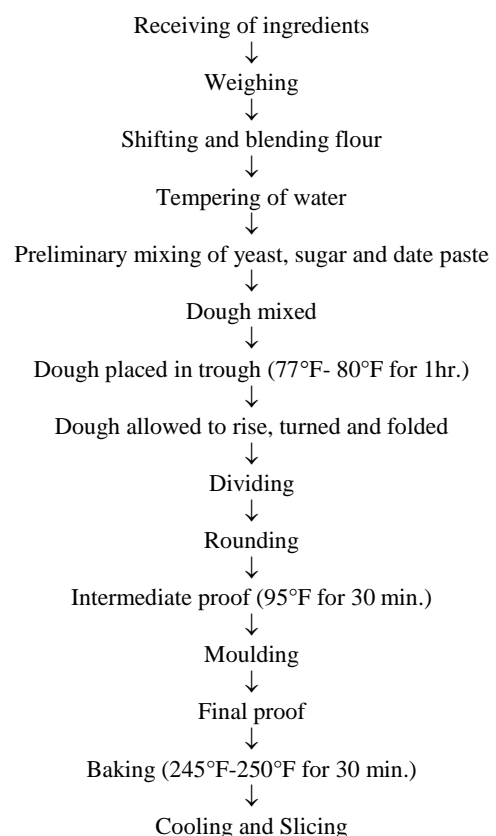 Receiving of ingredients
↓
Weighing
↓
Shifting and blending flour
↓
Tempering of water
↓
Preliminary mixing of yeast, sugar and date paste
↓
Dough mixed
↓
Dough placed in trough (77°F- 80°F for 1hr.)
↓
Dough allowed to rise, turned and folded
↓
Dividing
↓
Rounding
↓
Intermediate proof (95°F for 30 min.)
↓
Moulding
↓
Final proof
↓
Baking (245°F-250°F for 30 min.)
↓
Cooling and Slicing